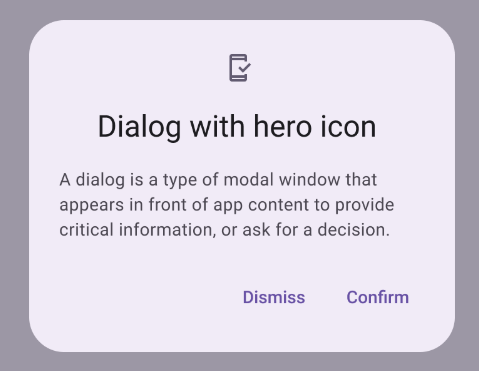 Dialog with hero icon
A dialog is a type of modal window that
appears in front of app content to provide
critical information, or ask for a decision.
Dismiss Confirm